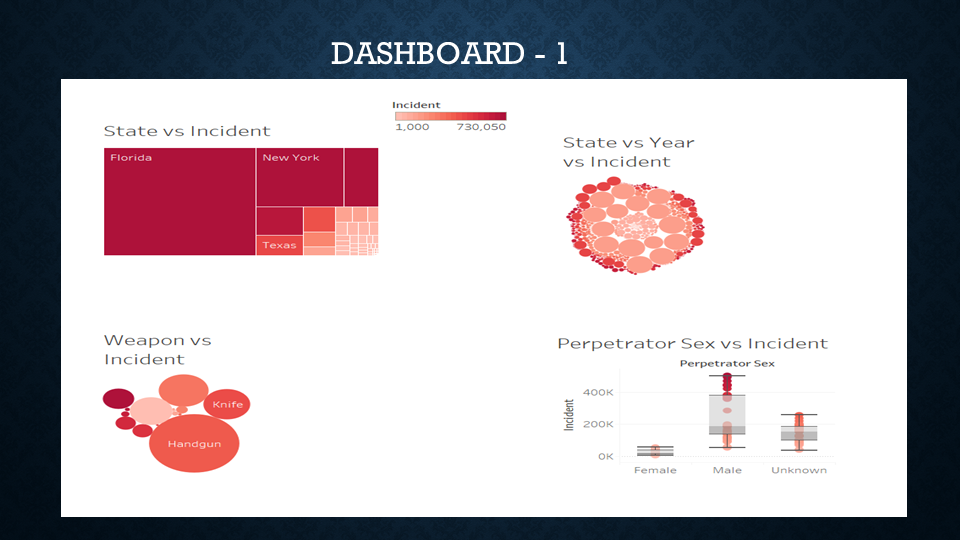 DASHBOARD - 1
Incident
1,000 730,050
State vs Incident
Florida
New York
Texas
State vs Year
vs Incident
Weapon vs
Incident
Knife
Handgun
Perpetrator Sex vs Incident
Perpetrator Sex
Incident
400K
200K
0K
Female Male Unknown